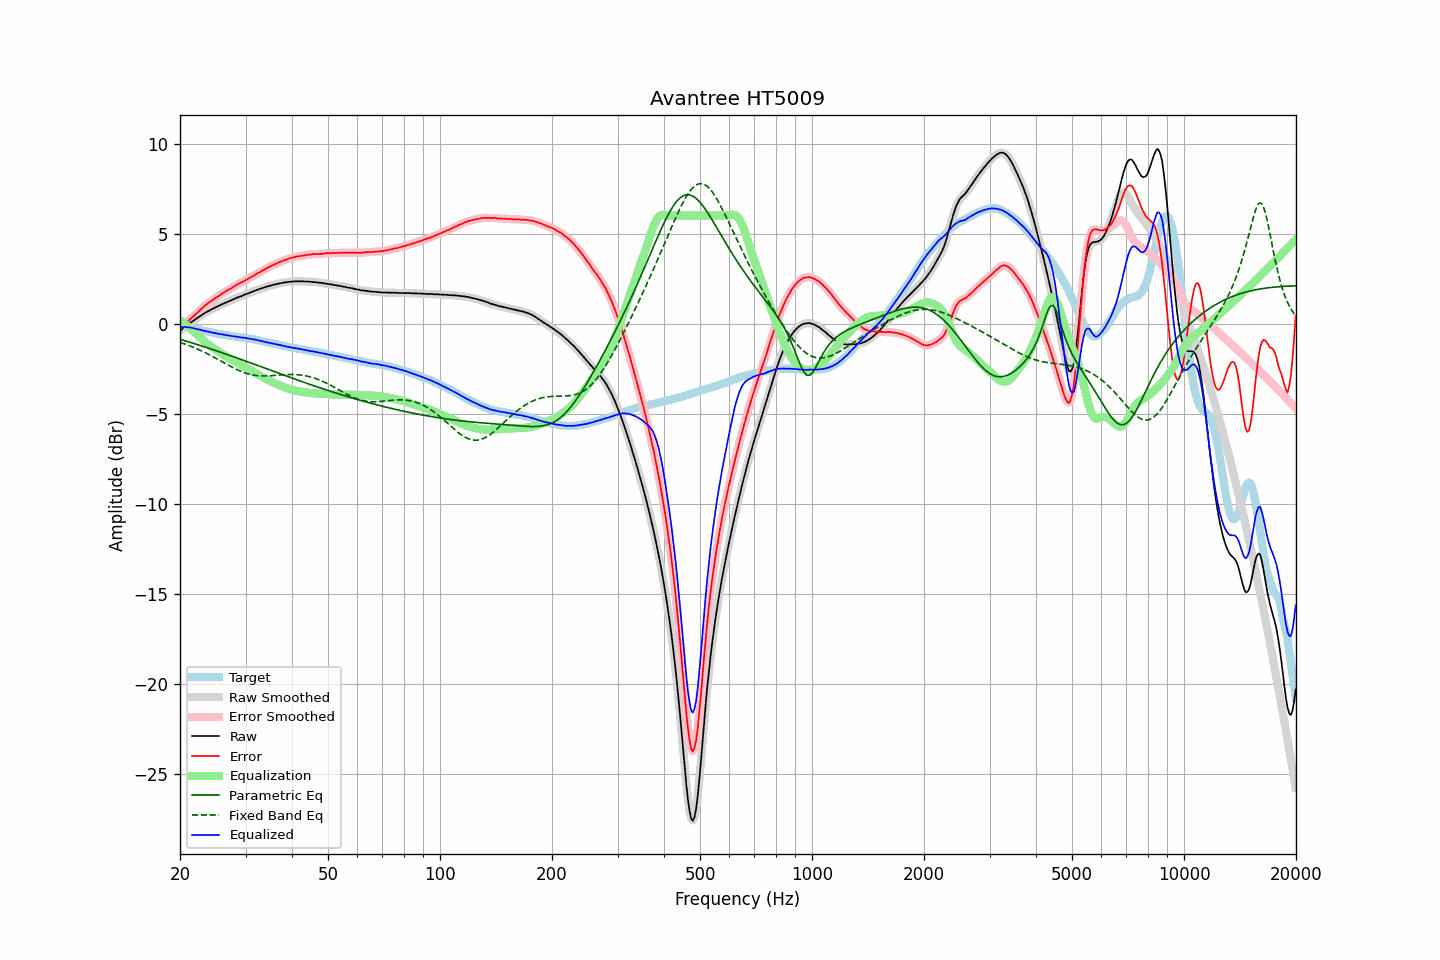 Avantree HT5009
Amplitude (dBr)
10
5
0
−5
−10
−15
−20
−25
Target
Raw Smoothed
Error Smoothed
Raw
Error
Equalization
Parametric Eq
Fixed Band Eq
Equalized
20 50 100 200 500 1000 2000 5000 10000 20000
Frequency (Hz)